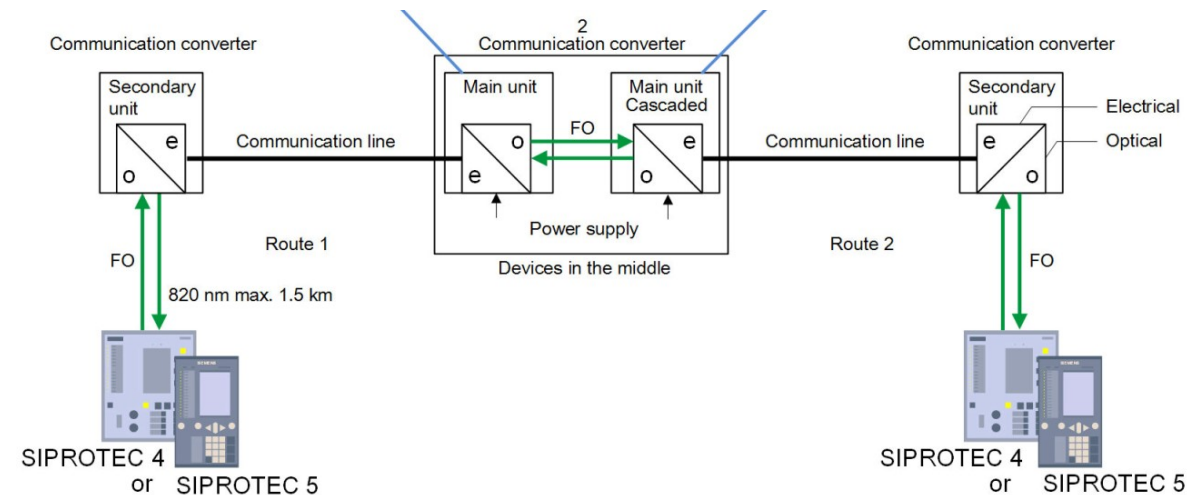 2
Communication converter
Communication converter
Communication converter
Secondary
unit
e
o
Communication line
Main unit
o
e
FO
Main unit
Cascaded
e
o
Communication line
Secondary
unit
e
o
Electrical
Optical
Power supply
Devices in the middle
Route 1
Route 2
FO
820 nm max. 1.5 km
FO
SIEMENS
SIEMENS
SIPROTEC 4
or SIPROTEC 5
SIPROTEC 4
or SIPROTEC 5